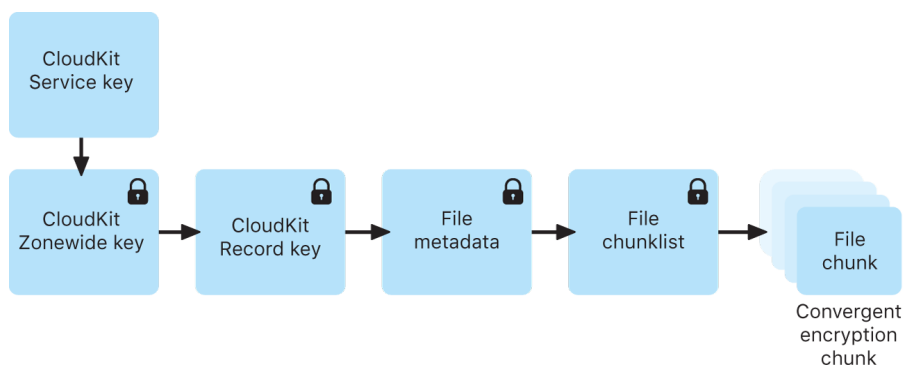 CloudKit
Service key
CloudKit
Zonewide key
CloudKit
Record key
File
metadata
File
chunklist
File
chunk
Convergent
encryption
chunk